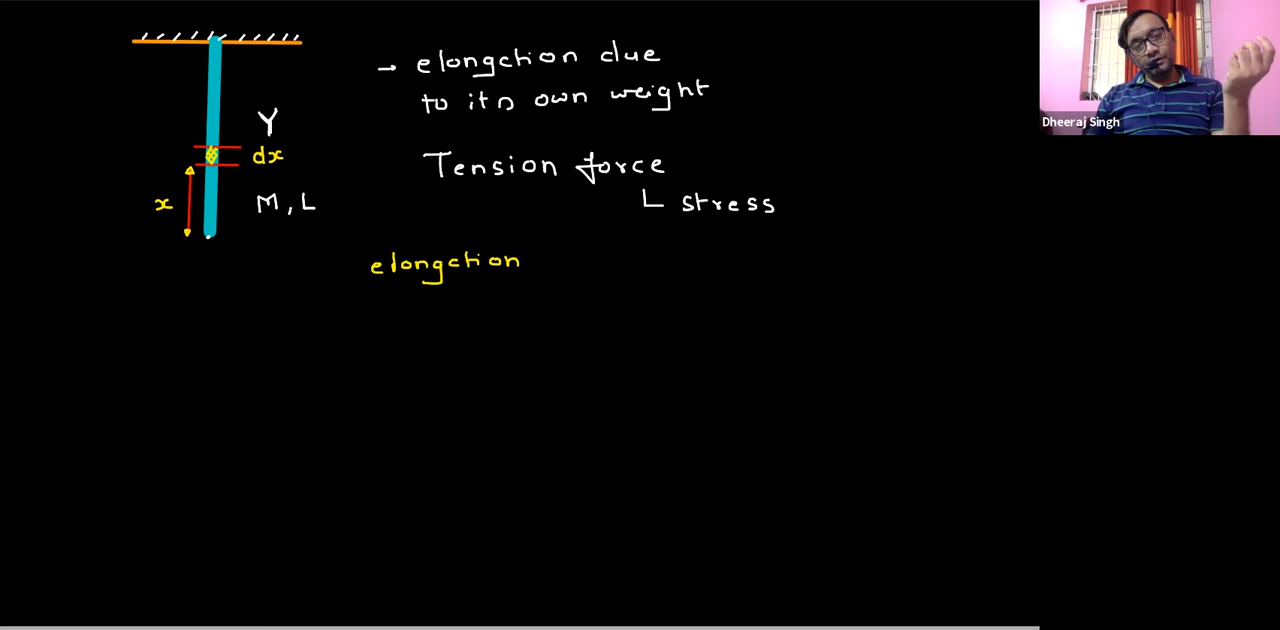 → elongation due
to its own weight
Y
dx
Tension force
x
M, L
└ stress
elongation
Dheeraj Singh